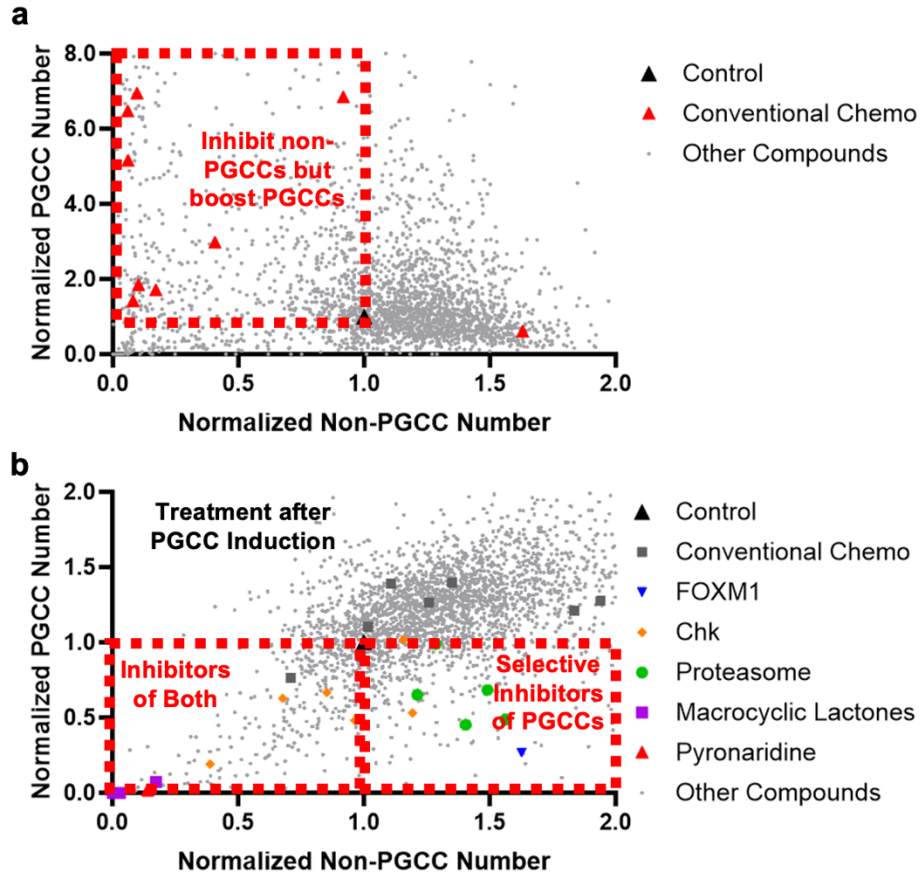 a
Normalized PGCC Number
8.0
6.0
4.0
2.0
0.0
Inhibit non-
PGCCs but
boost PGCCs
0.0 0.5 1.0 1.5 2.0
Normalized Non-PGCC Number
Control
Conventional Chemo
Other Compounds
b
Normalized PGCC Number
2.0
1.5
1.0
0.5
0.0
Treatment after
PGCC Induction
Inhibitors
of Both
Selective
Inhibitors
of PGCCs
0.0 0.5 1.0 1.5 2.0
Normalized Non-PGCC Number
Control
Conventional Chemo
FOXM1
Chk
Proteasome
Macrocyclic Lactones
Pyronaridine
Other Compounds